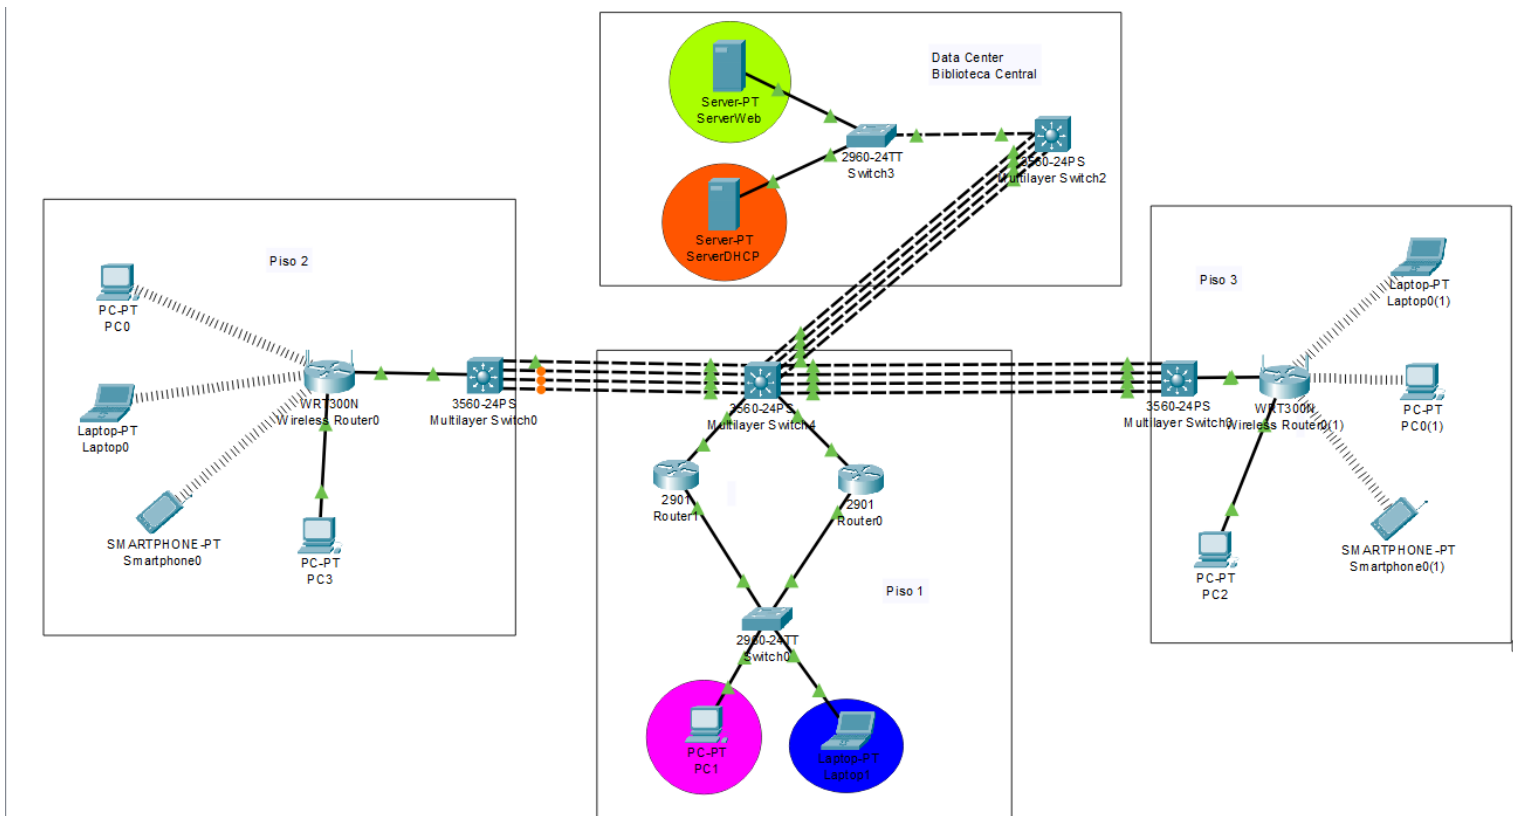 Data Center
Biblioteca Central
Server-PT
ServerWeb
2960-24TT
Switch3
3560-24PS
Multilayer Switch2
Server-PT
ServerDHCP
Piso 2
PC-PT
PC0
Laptop-PT
Laptop0
SMARTPHONE-PT
Smartphone0
PC-PT
PC3
WRT300N
Wireless Router0
3560-24PS
Multilayer Switch0
3560-24PS
Multilayer Switch4
2901
Router1
2901
Router0
Piso 1
2960-24TT
Switch0
PC-PT
PC1
Laptop-PT
Laptop1
Piso 3
Laptop-PT
Laptop0(1)
3560-24PS
Multilayer Switch3
WRT300N
Wireless Router0(1)
PC-PT
PC0(1)
PC-PT
PC2
SMARTPHONE-PT
Smartphone0(1)